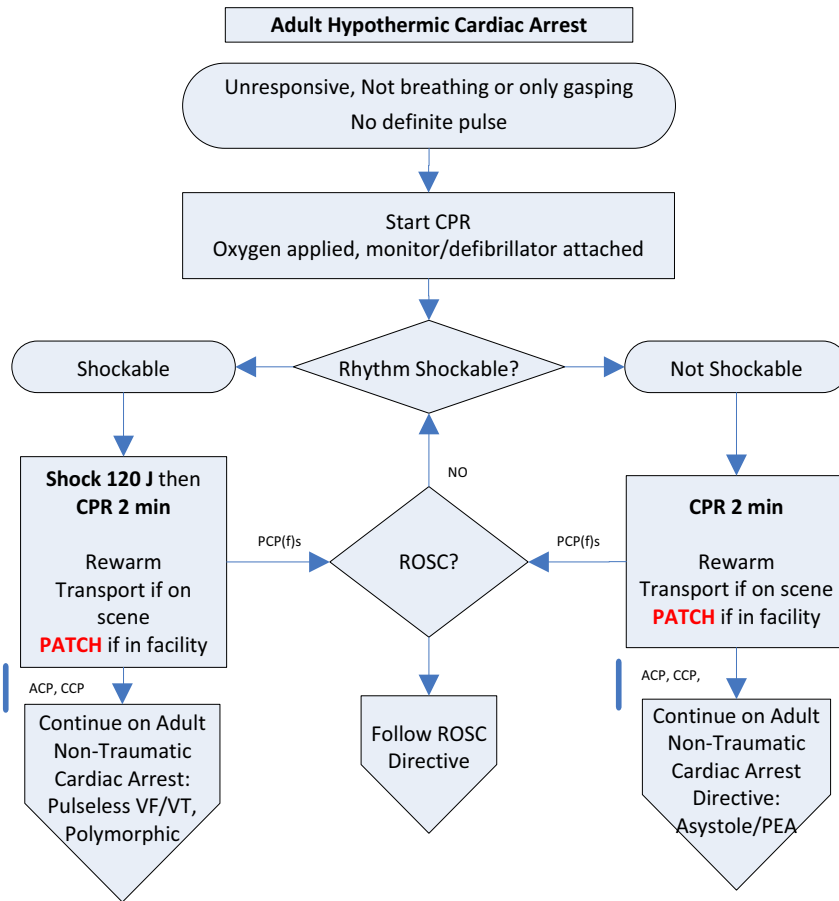 Adult Hypothermic Cardiac Arrest
Unresponsive, Not breathing or only gasping
No definite pulse
Start CPR
Oxygen applied, monitor/defibrillator attached
Shockable
Rhythm Shockable?
Not Shockable
Shock 120 J then
CPR 2 min
Rewarm
Transport if on
scene
PATCH if in facility
PCP(f)s
NO
ROSC?
PCP(f)s
CPR 2 min
Rewarm
Transport if on scene
PATCH if in facility
ACP, CCP
Continue on Adult
Non-Traumatic
Cardiac Arrest:
Pulseless VF/VT,
Polymorphic
Follow ROSC
Directive
ACP, CCP,
Continue on Adult
Non-Traumatic
Cardiac Arrest
Directive:
Asystole/PEA